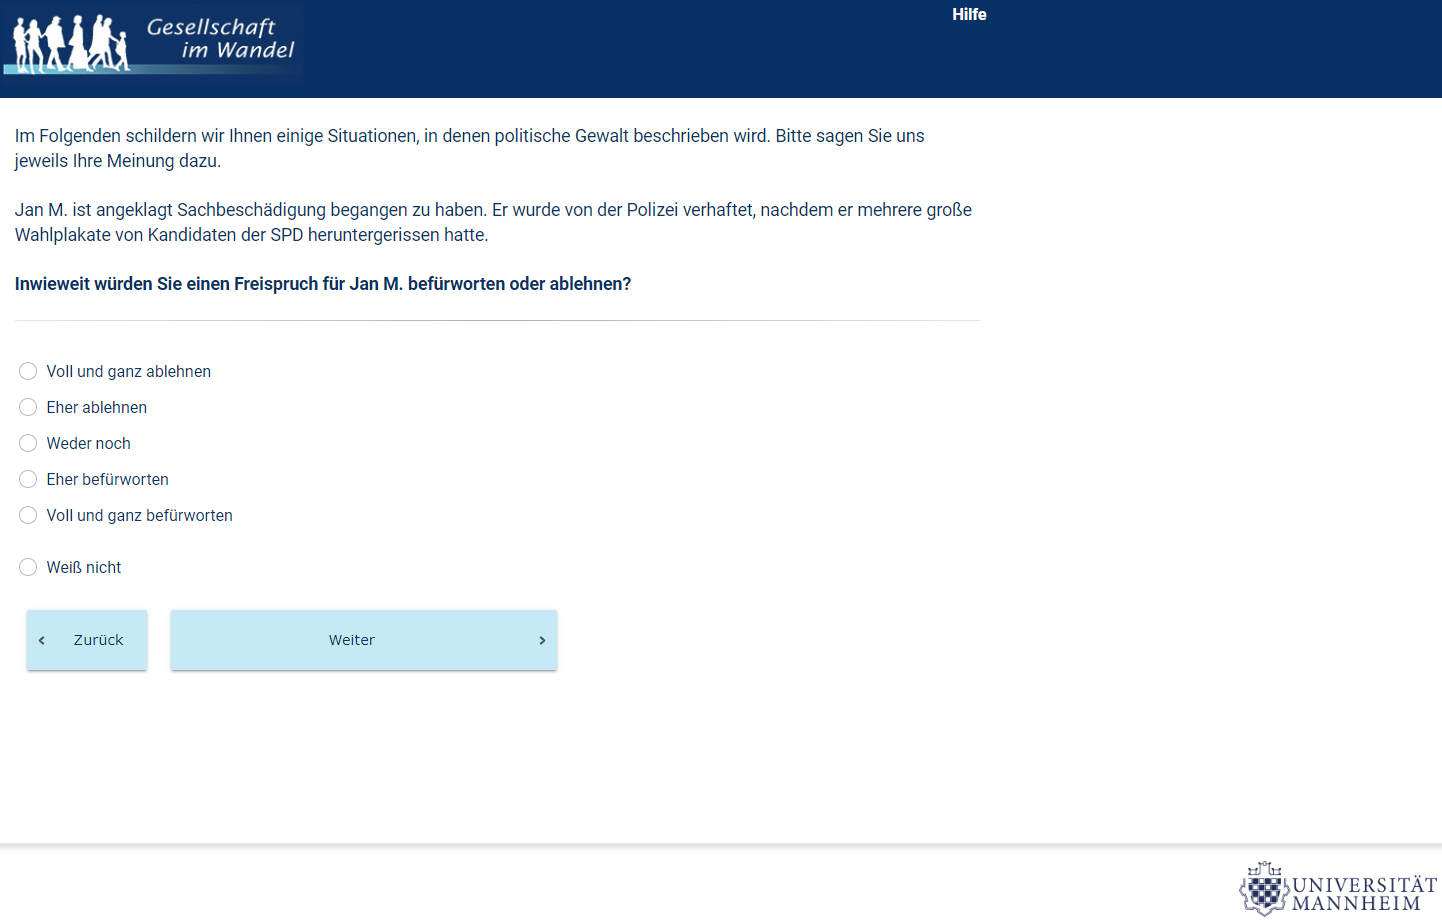 Gesellschaft
im Wandel
Hilfe
Im Folgenden schildern wir Ihnen einige Situationen, in denen politische Gewalt beschrieben wird. Bitte sagen Sie uns
jeweils Ihre Meinung dazu.
Jan M. ist angeklagt Sachbeschädigung begangen zu haben. Er wurde von der Polizei verhaftet, nachdem er mehrere große
Wahlplakate von Kandidaten der SPD heruntergerissen hatte.
Inwieweit würden Sie einen Freispruch für Jan M. befürworten oder ablehnen?
Voll und ganz ablehnen
Eher ablehnen
Weder noch
Eher befürworten
Voll und ganz befürworten
Weiß nicht
Zurück
Weiter
UNIVERSITÄT
MANNHEIM